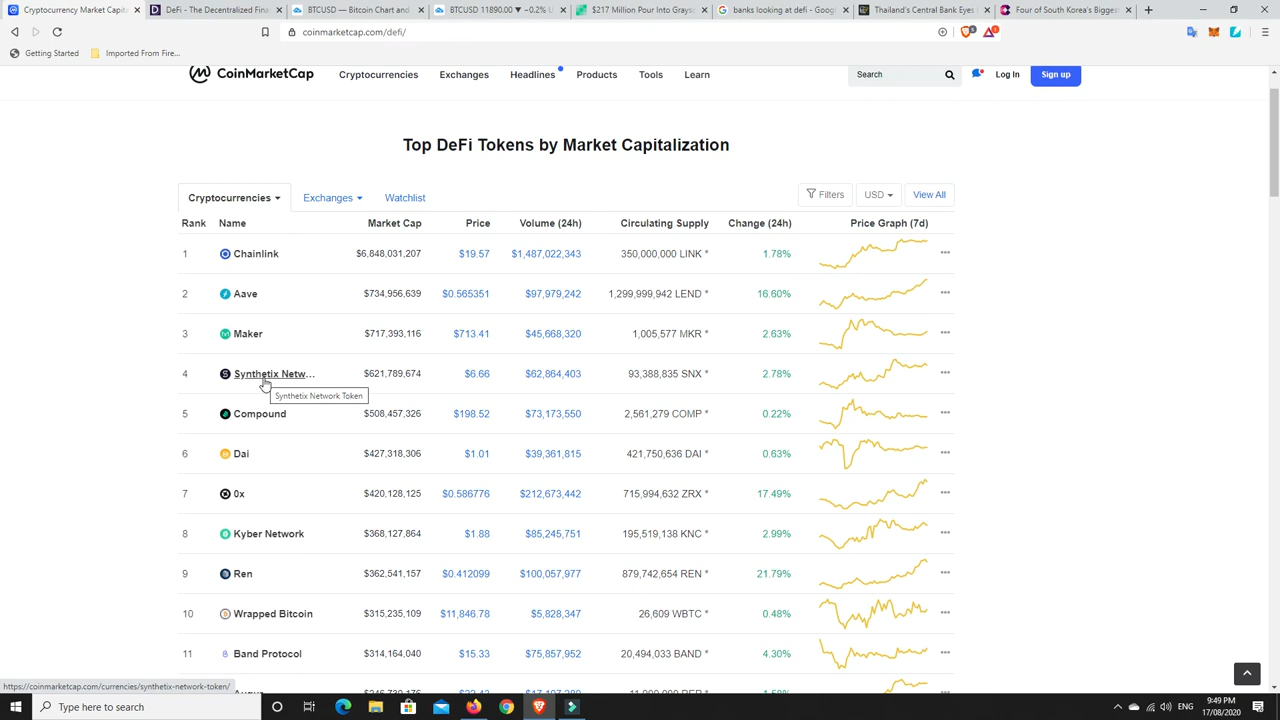 Cryptocurrency Market Capital
DeFi - The Decentralized Finan
BTCUSD — Bitcoin Chart and
BTCUSD 11890.00 ▼ −0.2% U
$217 Million Pour Into Graysc
banks looking at defi - Googl
Thailand's Central Bank Eyes
Four of South Korea's Biggest
coinmarketcap.com/defi/
Getting Started
Imported From Fire...
CoinMarketCap
Cryptocurrencies
Exchanges
Headlines
Products
Tools
Learn
Search
Log In
Sign up
Top DeFi Tokens by Market Capitalization
Cryptocurrencies
Exchanges
Watchlist
Filters
USD
View All
Rank Name Market Cap Price Volume (24h) Circulating Supply Change (24h) Price Graph (7d)
1 Chainlink $6,848,031,207 $19.57 $1,487,022,343 350,000,000 LINK * 1.78%
2 Aave $734,956,639 $0.565351 $97,979,242 1,299,999,942 LEND * 16.60%
3 Maker $717,393,116 $713.41 $45,668,320 1,005,577 MKR * 2.63%
4 Synthetix Netw... $621,789,674 $6.66 $62,864,403 93,388,835 SNX * 2.78%
Synthetix Network Token
5 Compound $508,457,326 $198.52 $73,173,550 2,561,279 COMP * 0.22%
6 Dai $427,318,306 $1.01 $39,361,815 421,750,636 DAI * 0.63%
7 0x $420,128,125 $0.586776 $212,673,442 715,994,632 ZRX * 17.49%
8 Kyber Network $368,127,864 $1.88 $85,245,751 195,519,138 KNC * 2.99%
9 Ren $362,541,157 $0.412099 $100,057,977 879,742,654 REN * 21.79%
10 Wrapped Bitcoin $315,235,109 $11,846.78 $5,828,347 26,609 WBTC * 0.48%
11 Band Protocol $314,164,040 $15.33 $75,857,952 20,494,033 BAND * 4.30%
https://coinmarketcap.com/currencies/synthetix-network-token/
Type here to search
ENG
9:49 PM
17/08/2020